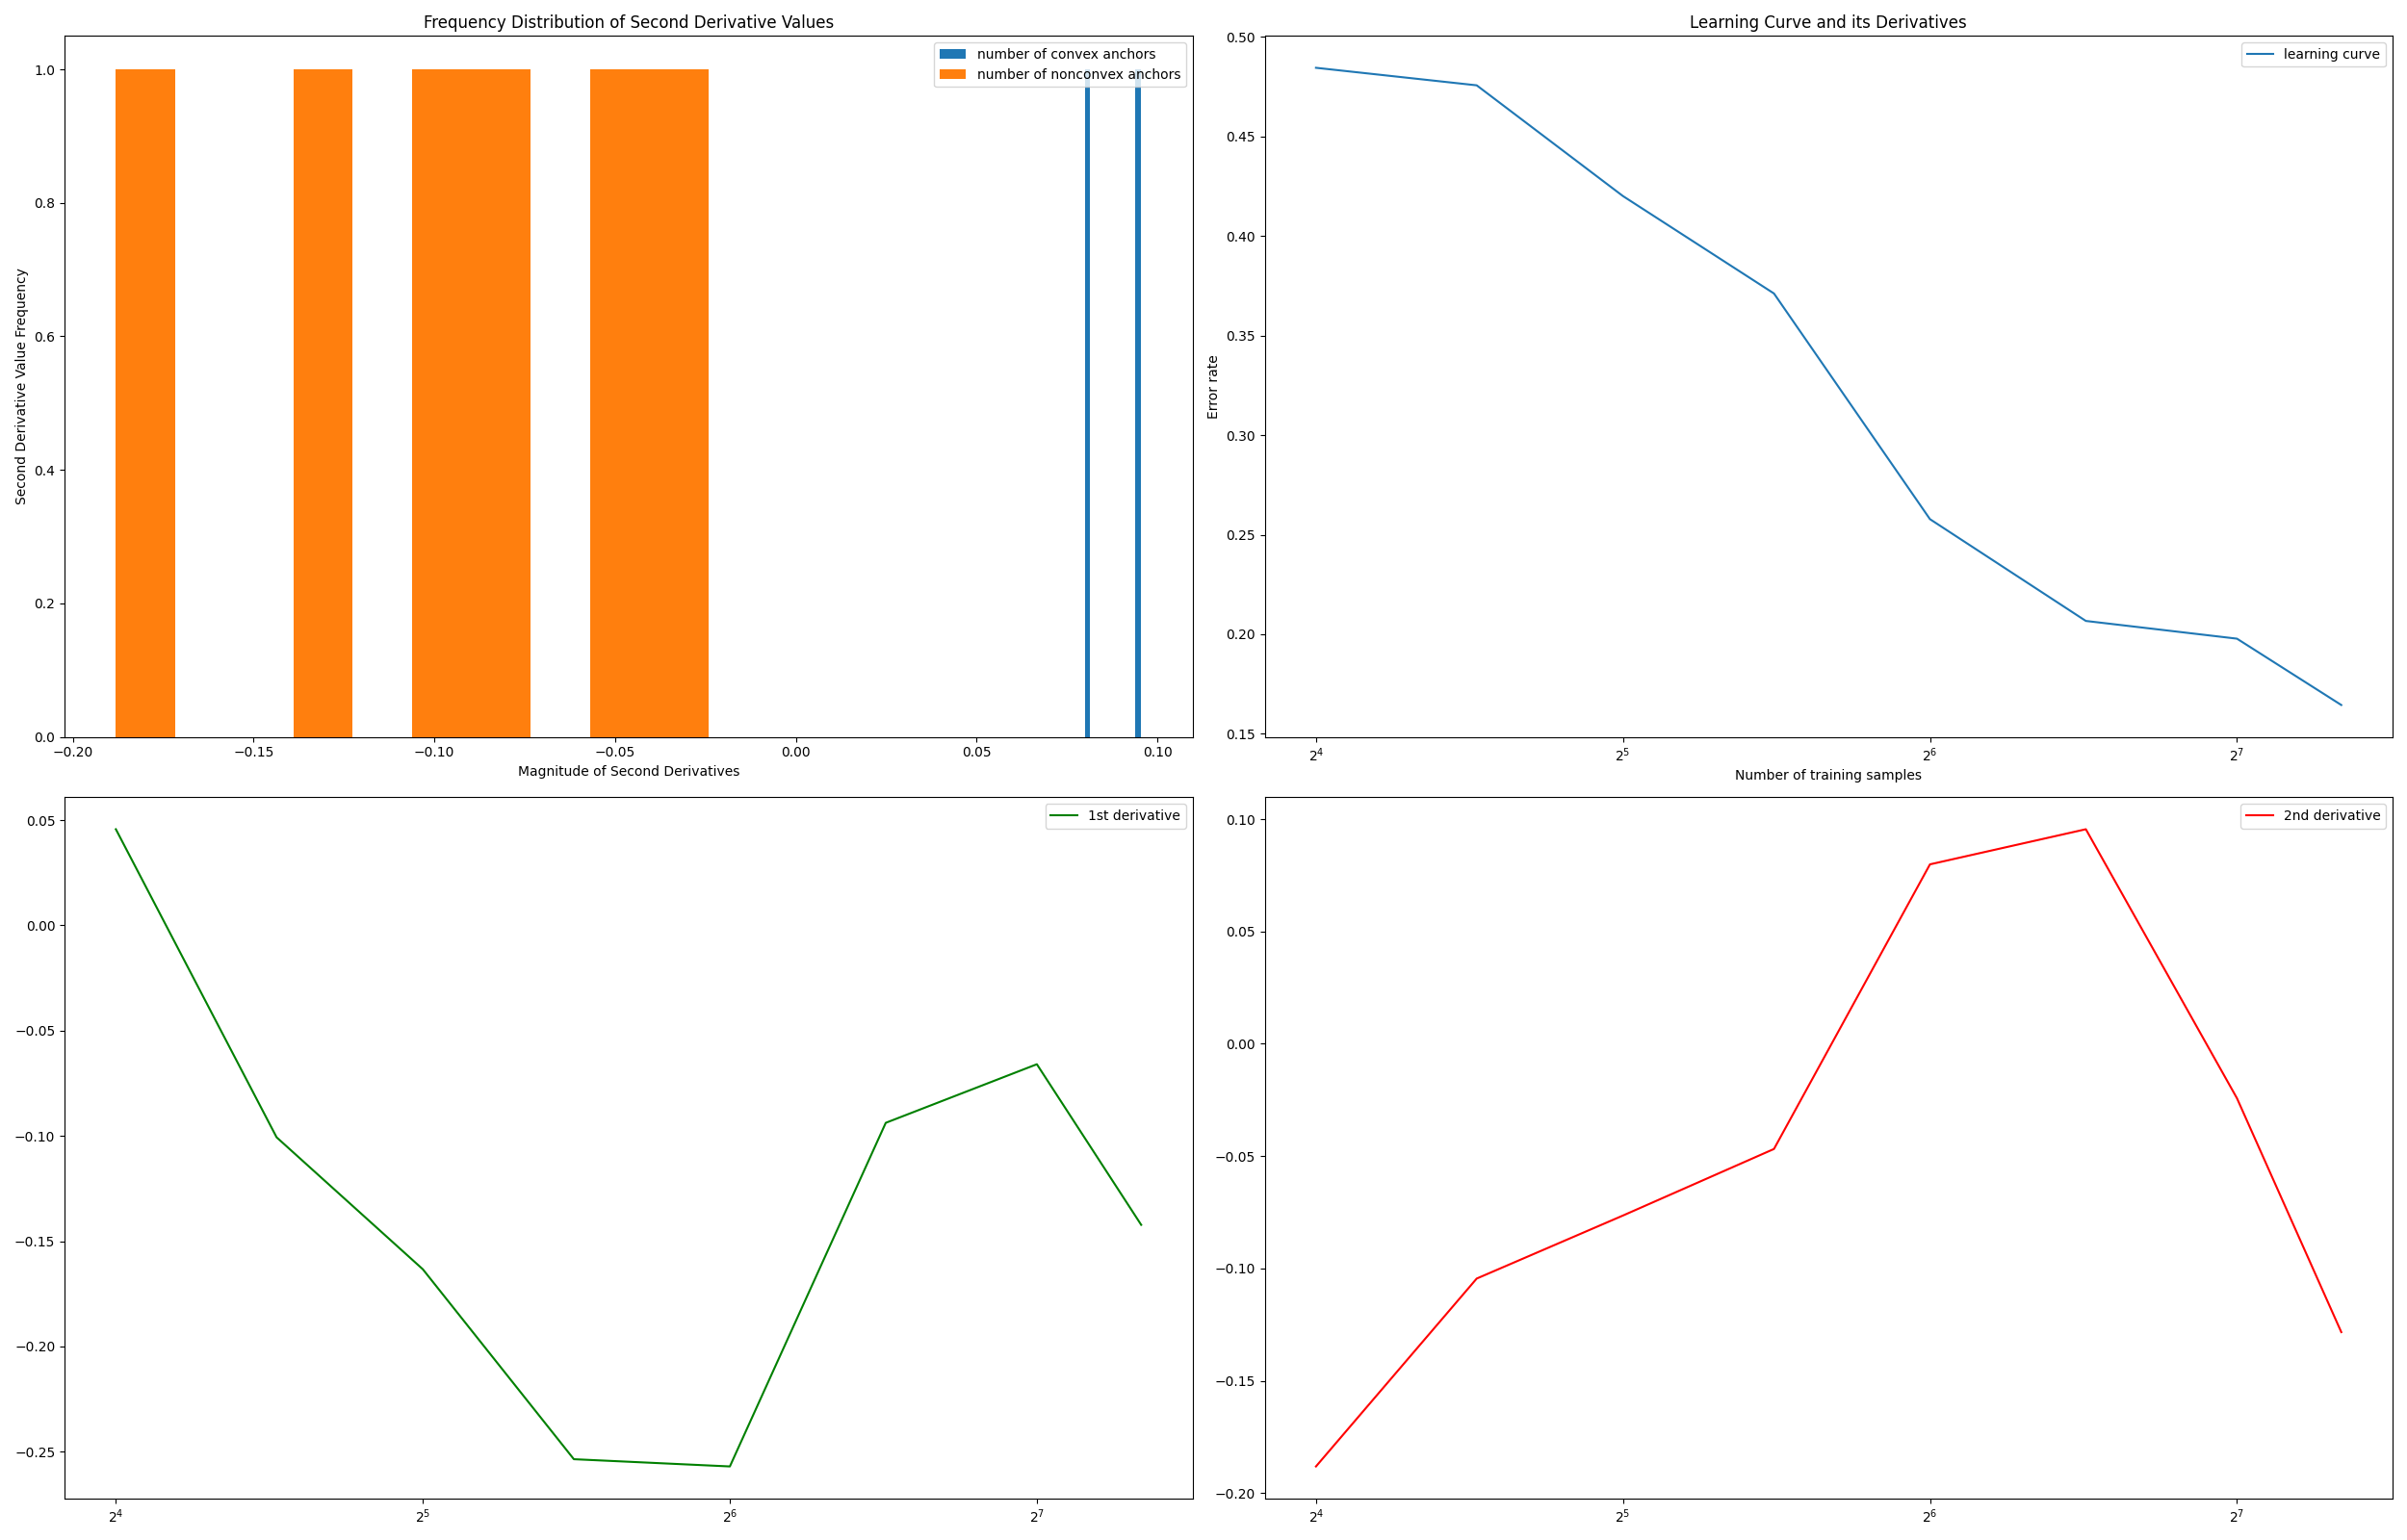 Frequency Distribution of Second Derivative Values
number of convex anchors
number of nonconvex anchors
1.0
0.8
0.6
0.4
0.2
0.0
Second Derivative Value Frequency
−0.20 −0.15 −0.10 −0.05 0.00 0.05 0.10
Magnitude of Second Derivatives
Learning Curve and its Derivatives
learning curve
0.50
0.45
0.40
0.35
0.30
0.25
0.20
0.15
Error rate
2⁴ 2⁵ 2⁶ 2⁷
Number of training samples
1st derivative
0.05
0.00
−0.05
−0.10
−0.15
−0.20
−0.25
2⁴ 2⁵ 2⁶ 2⁷
2nd derivative
0.10
0.05
0.00
−0.05
−0.10
−0.15
−0.20
2⁴ 2⁵ 2⁶ 2⁷